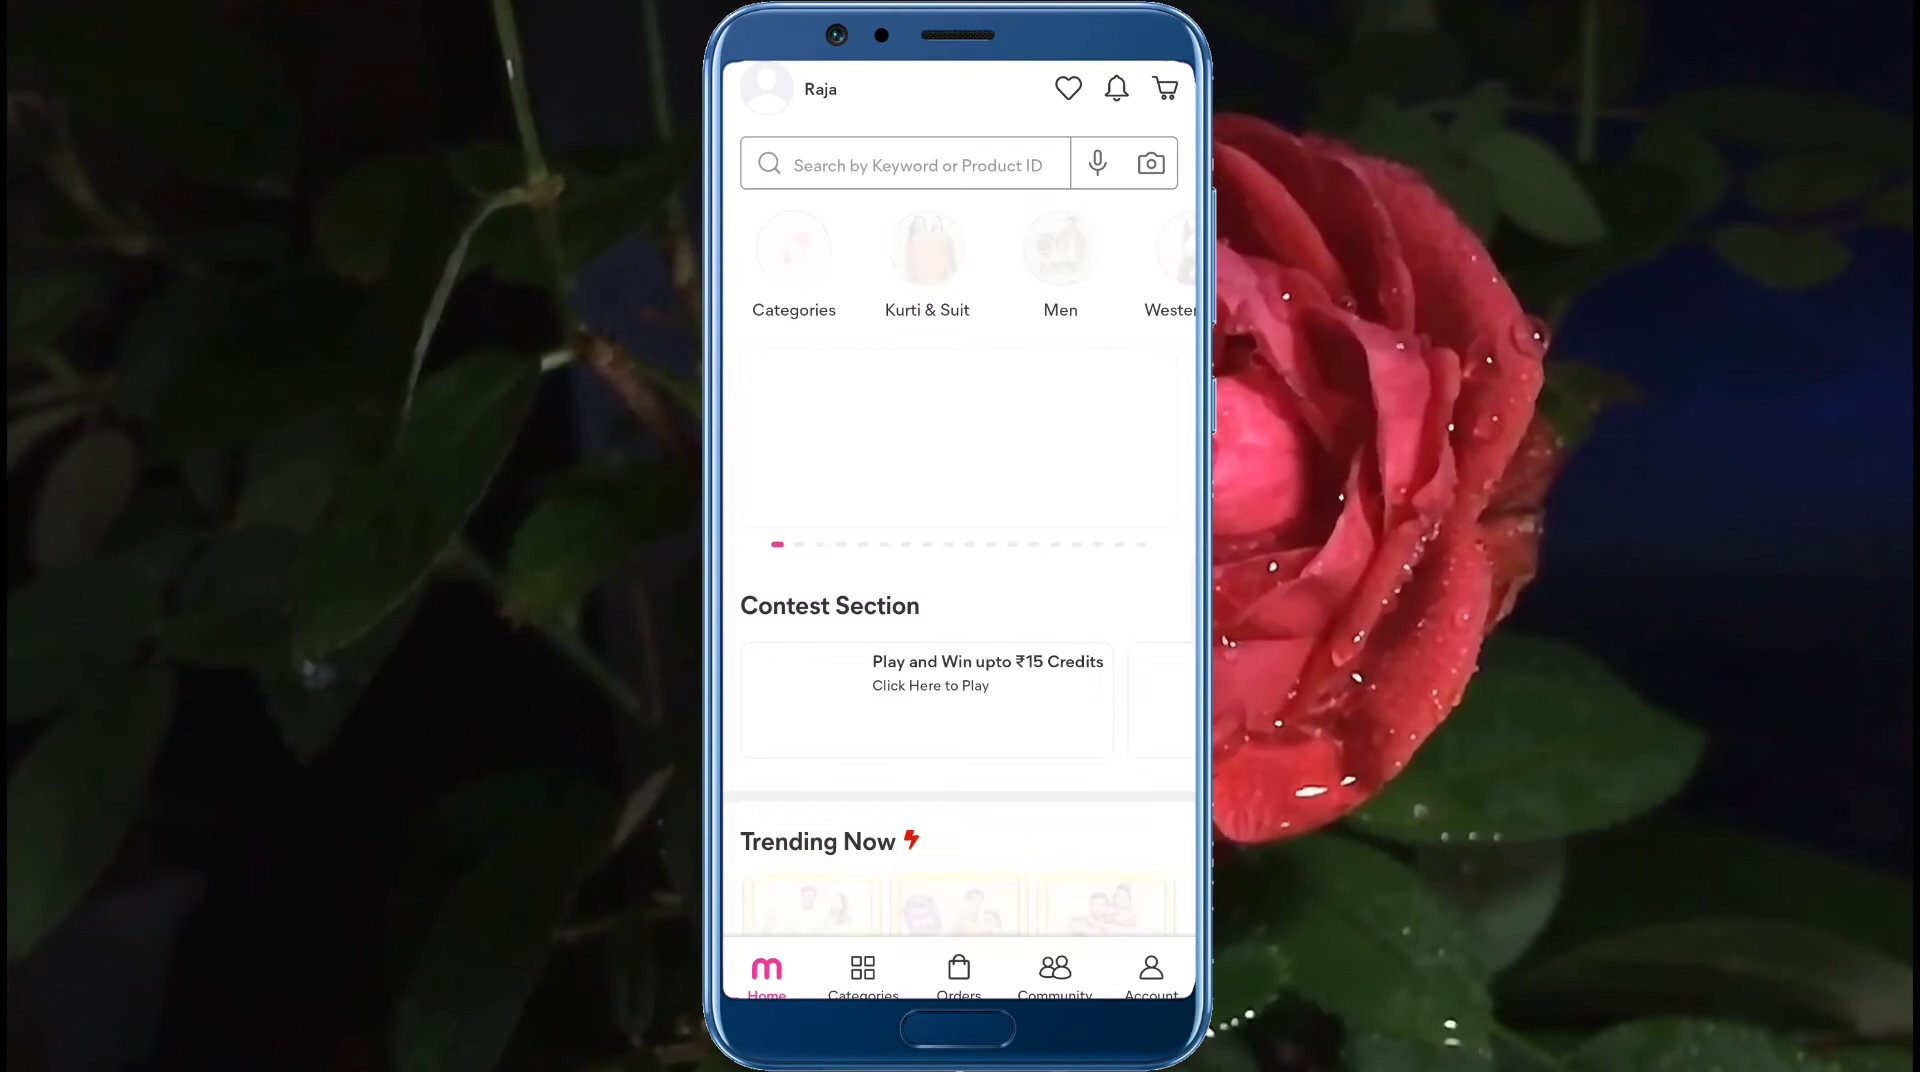 Raja
Search by Keyword or Product ID
Categories
Kurti & Suit
Men
Wester
Contest Section
Play and Win upto ₹15 Credits
Click Here to Play
Trending Now
Home
Categories
Orders
Community
Account